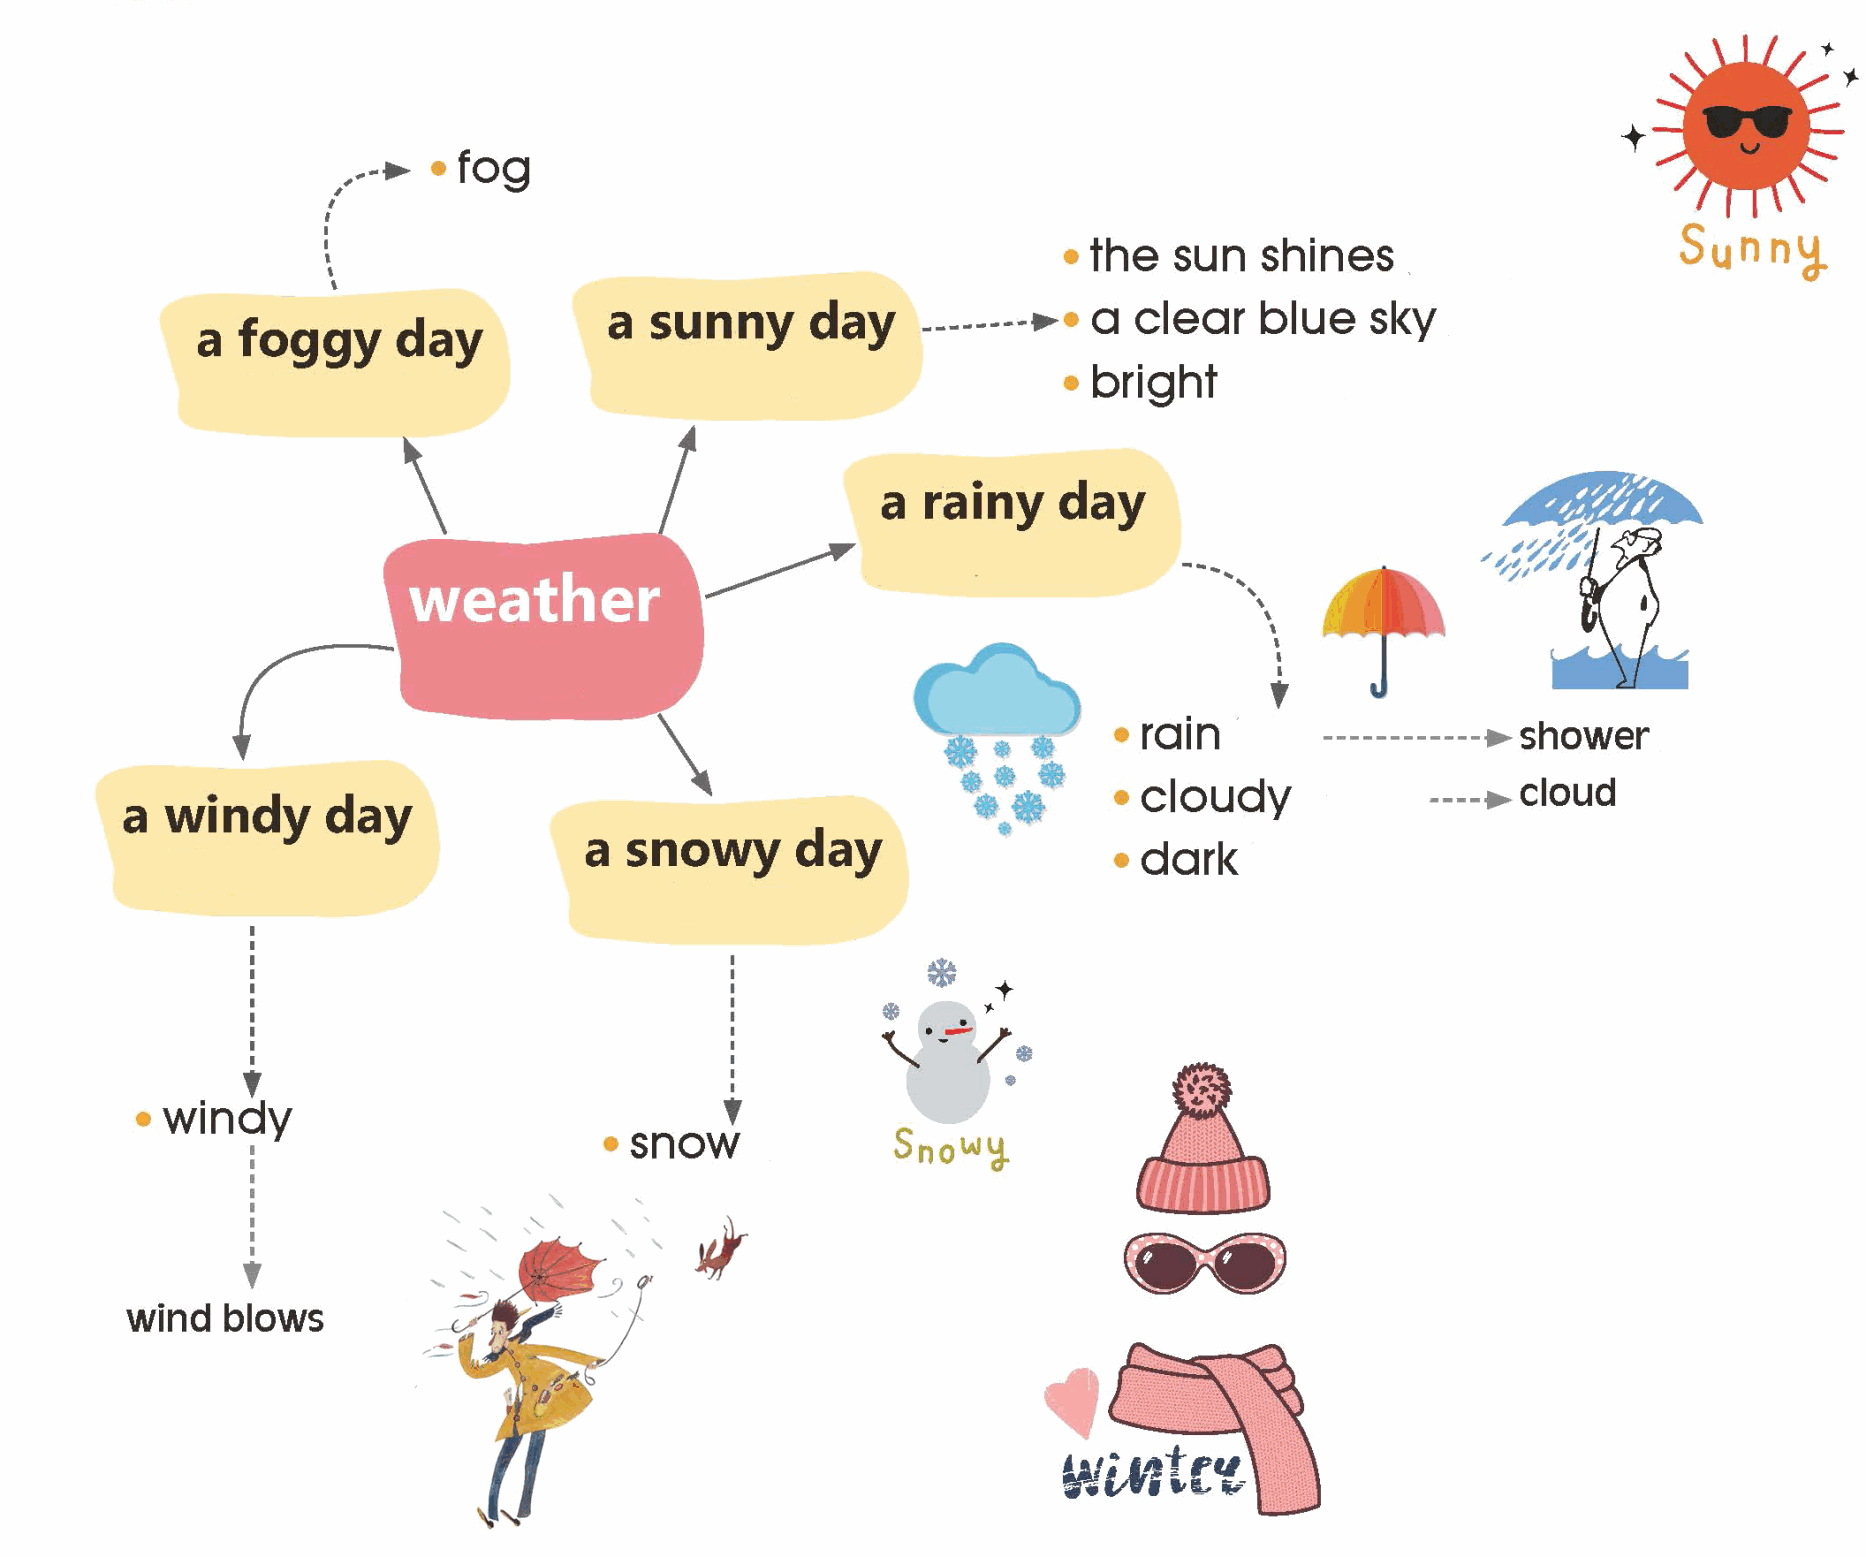 Sunny
fog
the sun shines
a clear blue sky
bright
a foggy day
a sunny day
a rainy day
weather
rain
shower
cloudy
cloud
dark
a windy day
a snowy day
windy
snow
Snowy
wind blows
winter